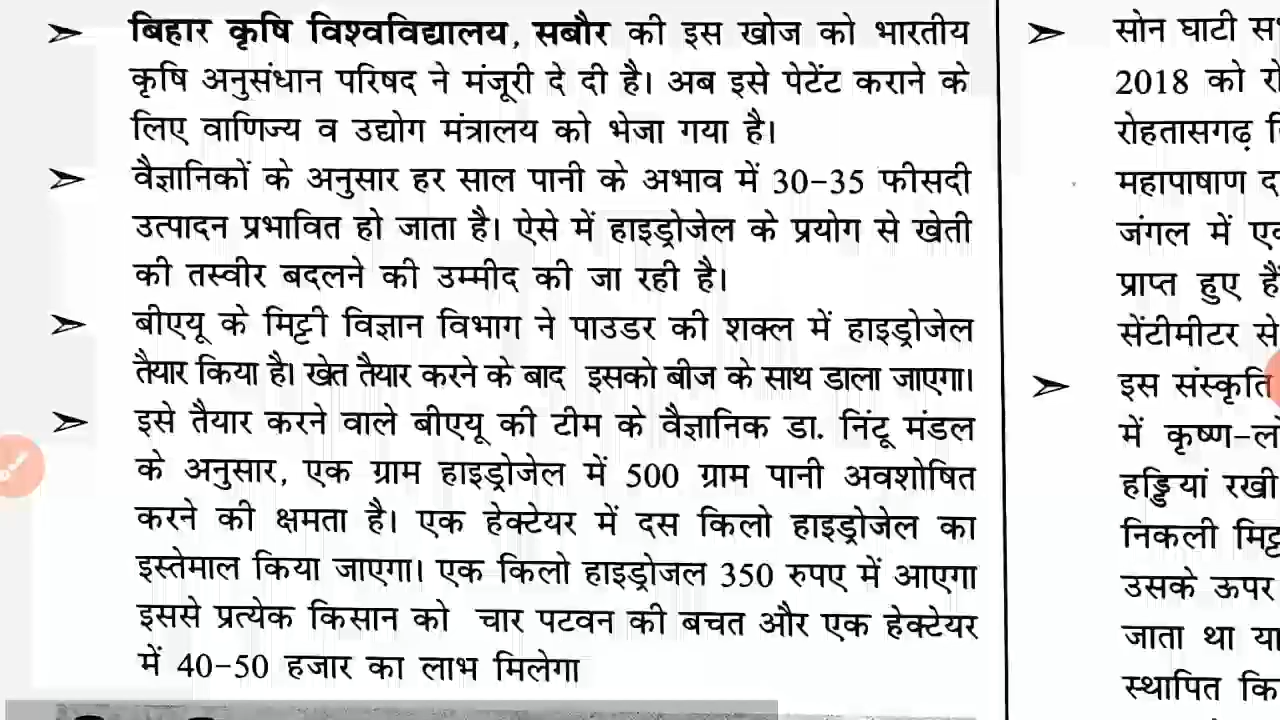 ➢ बिहार कृषि विश्वविद्यालय, सबौर की इस खोज को भारतीय
कृषि अनुसंधान परिषद ने मंजूरी दे दी है। अब इसे पेटेंट कराने के
लिए वाणिज्य व उद्योग मंत्रालय को भेजा गया है।
➢ वैज्ञानिकों के अनुसार हर साल पानी के अभाव में 30-35 फीसदी
उत्पादन प्रभावित हो जाता है। ऐसे में हाइड्रोजेल के प्रयोग से खेती
की तस्वीर बदलने की उम्मीद की जा रही है।
➢ बीएयू के मिट्टी विज्ञान विभाग ने पाउडर की शक्ल में हाइड्रोजेल
तैयार किया है। खेत तैयार करने के बाद इसको बीज के साथ डाला जाएगा।
➢ इसे तैयार करने वाले बीएयू की टीम के वैज्ञानिक डा. निंटू मंडल
के अनुसार, एक ग्राम हाइड्रोजेल में 500 ग्राम पानी अवशोषित
करने की क्षमता है। एक हेक्टेयर में दस किलो हाइड्रोजेल का
इस्तेमाल किया जाएगा। एक किलो हाइड्रोजल 350 रुपए में आएगा
इससे प्रत्येक किसान को चार पटवन की बचत और एक हेक्टेयर
में 40-50 हजार का लाभ मिलेगा
➢ सोन घाटी
2018 को
रोहतासगढ़
महापाषाण
जंगल में
प्राप्त हुए
सेंटीमीटर से
➢ इस संस्कृति
में कृष्ण-
हड्डियां रखी
निकली
उसके ऊपर
जाता था
स्थापित